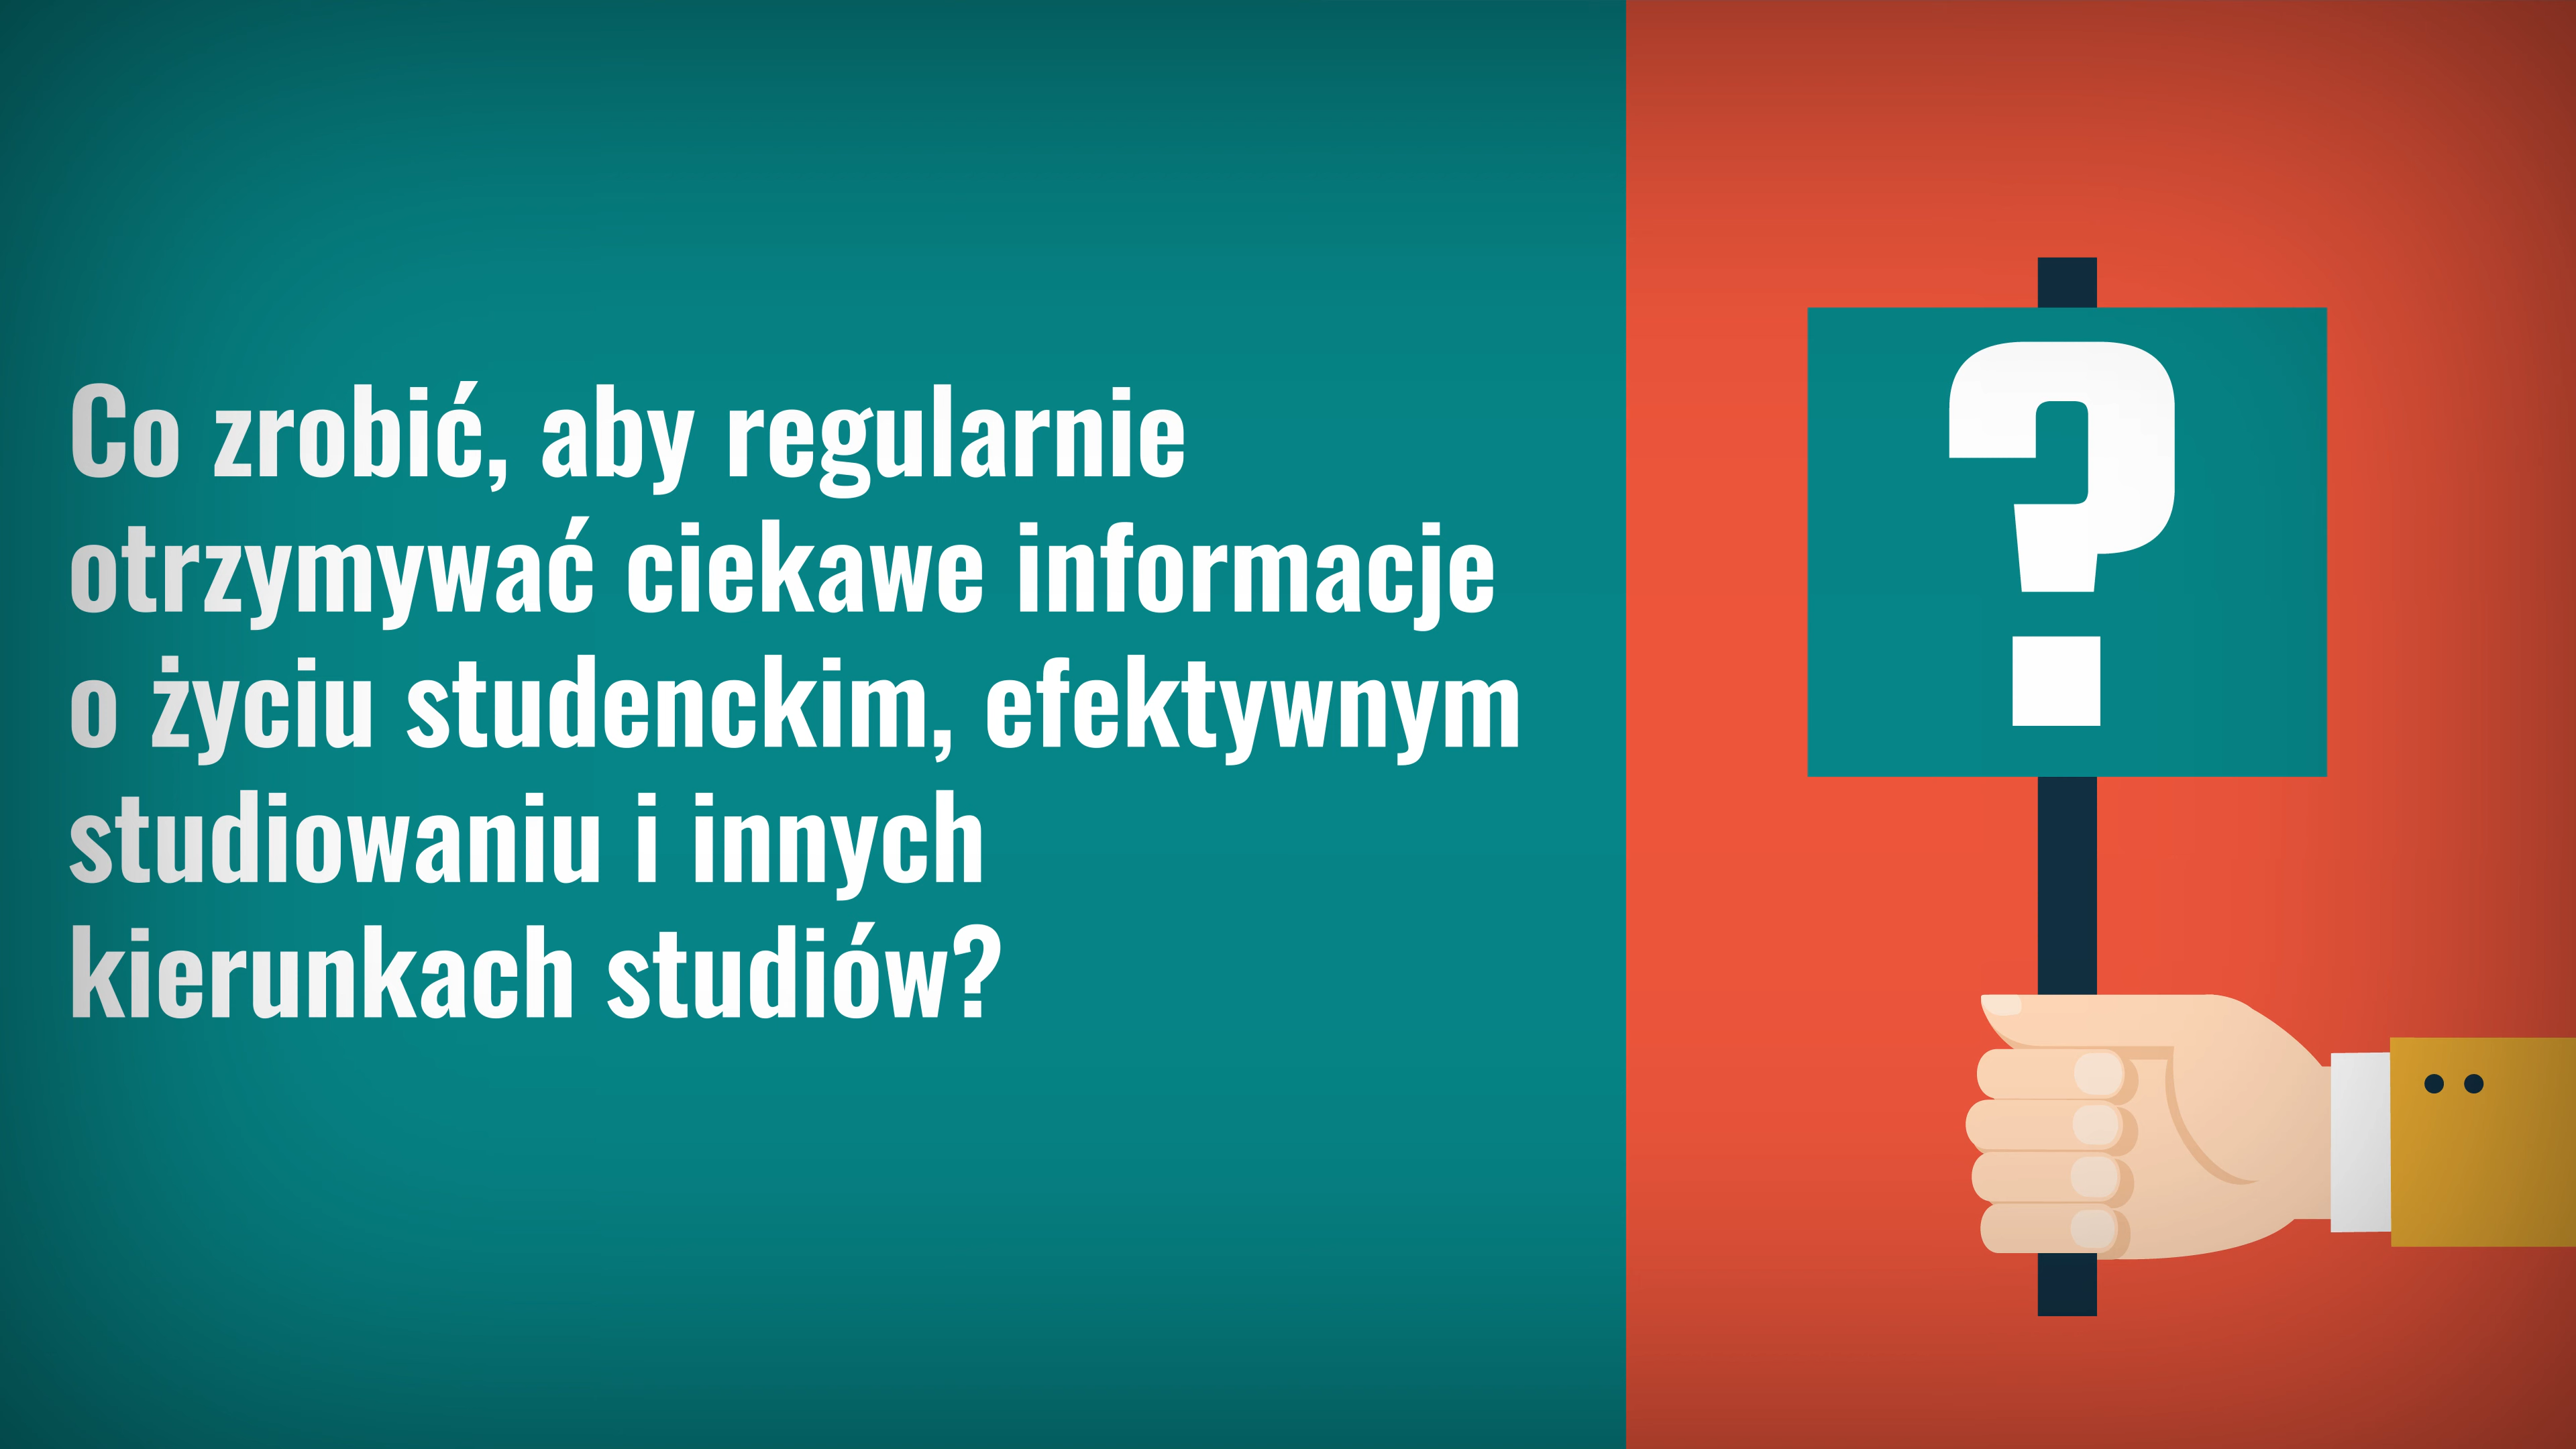 Co zrobić, aby regularnie
otrzymywać ciekawe informacje
o życiu studenckim, efektywnym
studiowaniu i innych
kierunkach studiów?
?